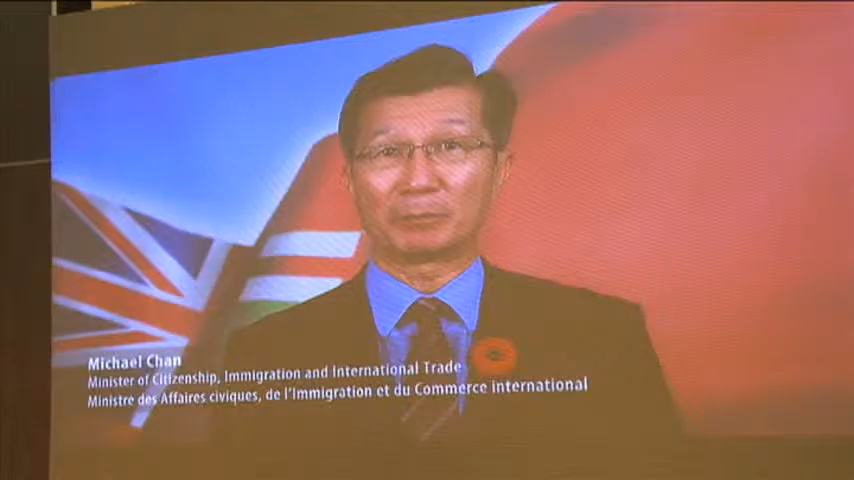 Michael Chan
Minister of Citizenship, Immigration and International Trade
Ministre des Affaires civiques, de l'Immigration et du Commerce international